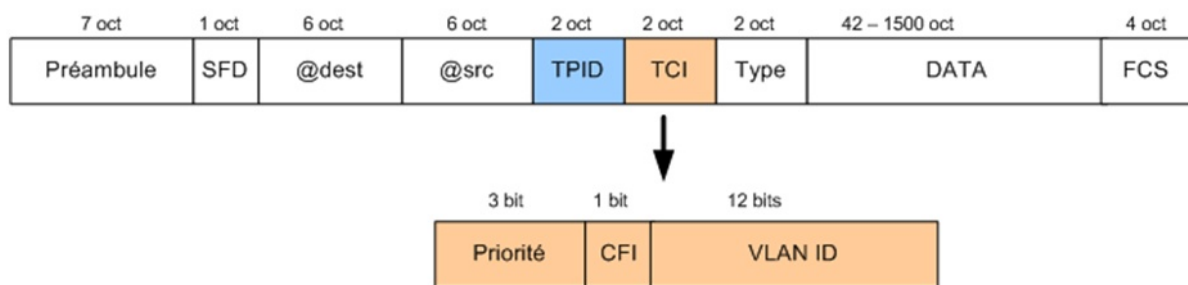 7 oct 1 oct 6 oct 6 oct 2 oct 2 oct 2 oct 42 – 1500 oct 4 oct
Préambule SFD @dest @src TPID TCI Type DATA FCS
3 bit 1 bit 12 bits
Priorité CFI VLAN ID